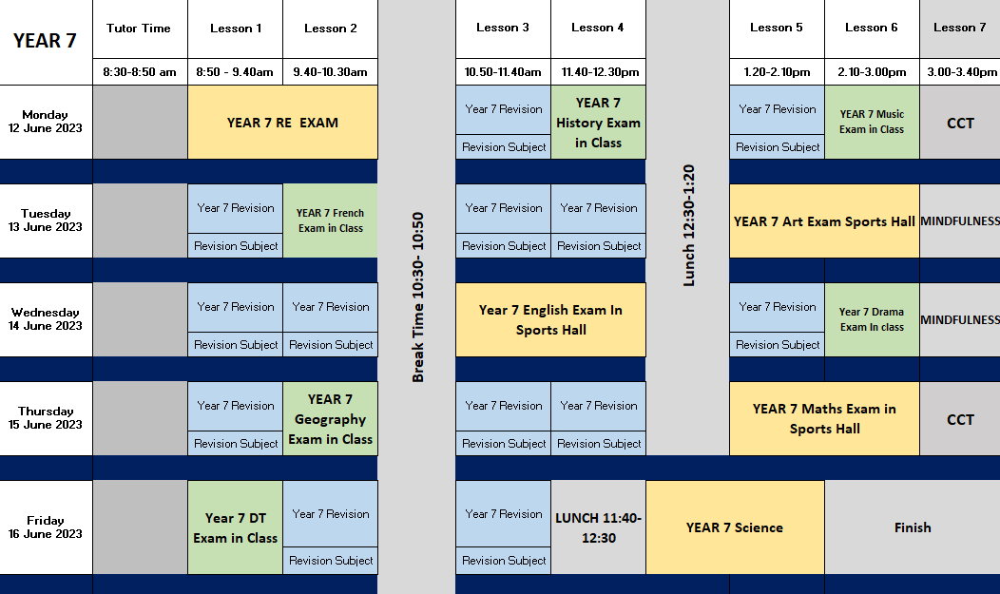 YEAR 7
Tutor Time
Lesson 1
Lesson 2
Lesson 3
Lesson 4
Lesson 5
Lesson 6
Lesson 7
8:30-8:50 am
8:50 - 9.40am
9.40-10.30am
10.50-11.40am
11.40-12.30pm
1.20-2.10pm
2.10-3.00pm
3.00-3.40pm
Break Time 10:30- 10:50
Lunch 12:30-1:20
Monday
12 June 2023
YEAR 7 RE  EXAM
Year 7 Revision
Revision Subject
YEAR 7
History Exam
in Class
Year 7 Revision
Revision Subject
YEAR 7 Music
Exam in Class
CCT
Tuesday
13 June 2023
Year 7 Revision
Revision Subject
YEAR 7 French
Exam in Class
Year 7 Revision
Revision Subject
Year 7 Revision
Revision Subject
YEAR 7 Art Exam Sports Hall
MINDFULNESS
Wednesday
14 June 2023
Year 7 Revision
Revision Subject
Year 7 Revision
Revision Subject
Year 7 English Exam In
Sports Hall
Year 7 Revision
Revision Subject
Year 7 Drama
Exam In class
MINDFULNESS
Thursday
15 June 2023
Year 7 Revision
Revision Subject
YEAR 7
Geography
Exam in Class
Year 7 Revision
Revision Subject
Year 7 Revision
Revision Subject
YEAR 7 Maths Exam in
Sports Hall
CCT
Friday
16 June 2023
Year 7 DT
Exam in Class
Year 7 Revision
Revision Subject
Year 7 Revision
Revision Subject
LUNCH 11:40-
12:30
YEAR 7 Science
Finish